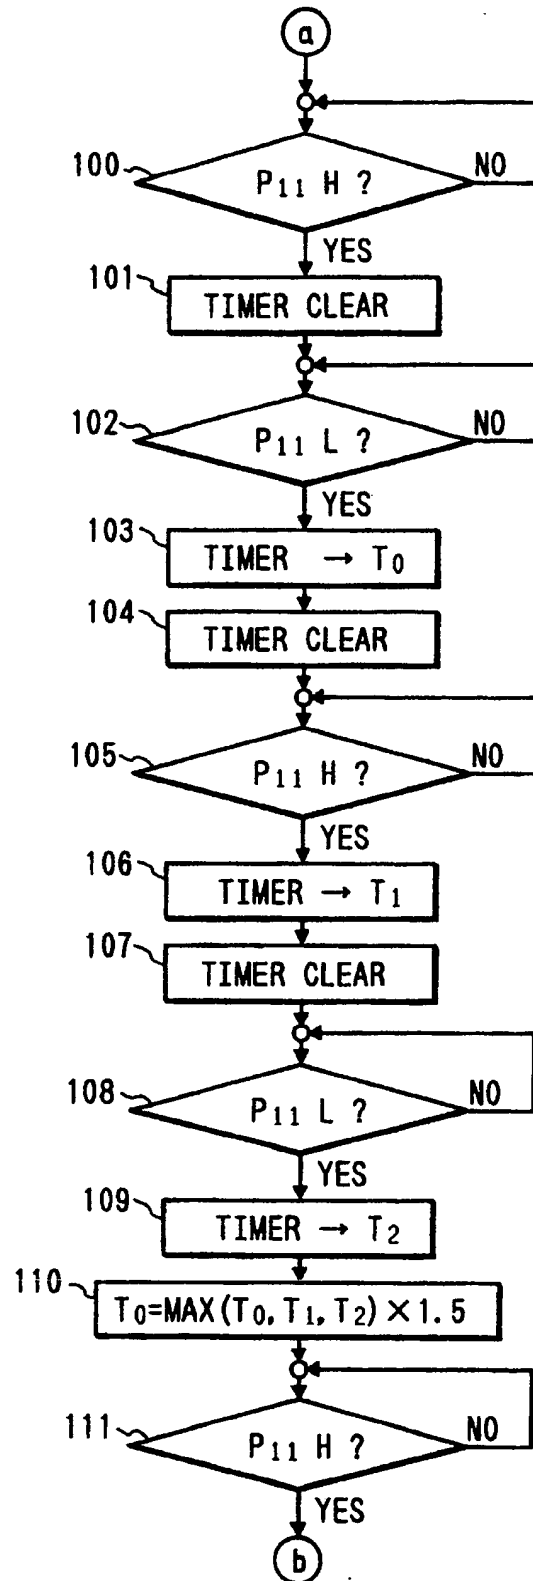 a
100
P₁₁ H ?
NO
YES
101
TIMER CLEAR
102
P₁₁ L ?
NO
YES
103
TIMER → T₀
104
TIMER CLEAR
105
P₁₁ H ?
NO
YES
106
TIMER → T₁
107
TIMER CLEAR
108
P₁₁ L ?
NO
YES
109
TIMER → T₂
110
T₀=MAX(T₀, T₁, T₂)×1.5
111
P₁₁ H ?
NO
YES
b